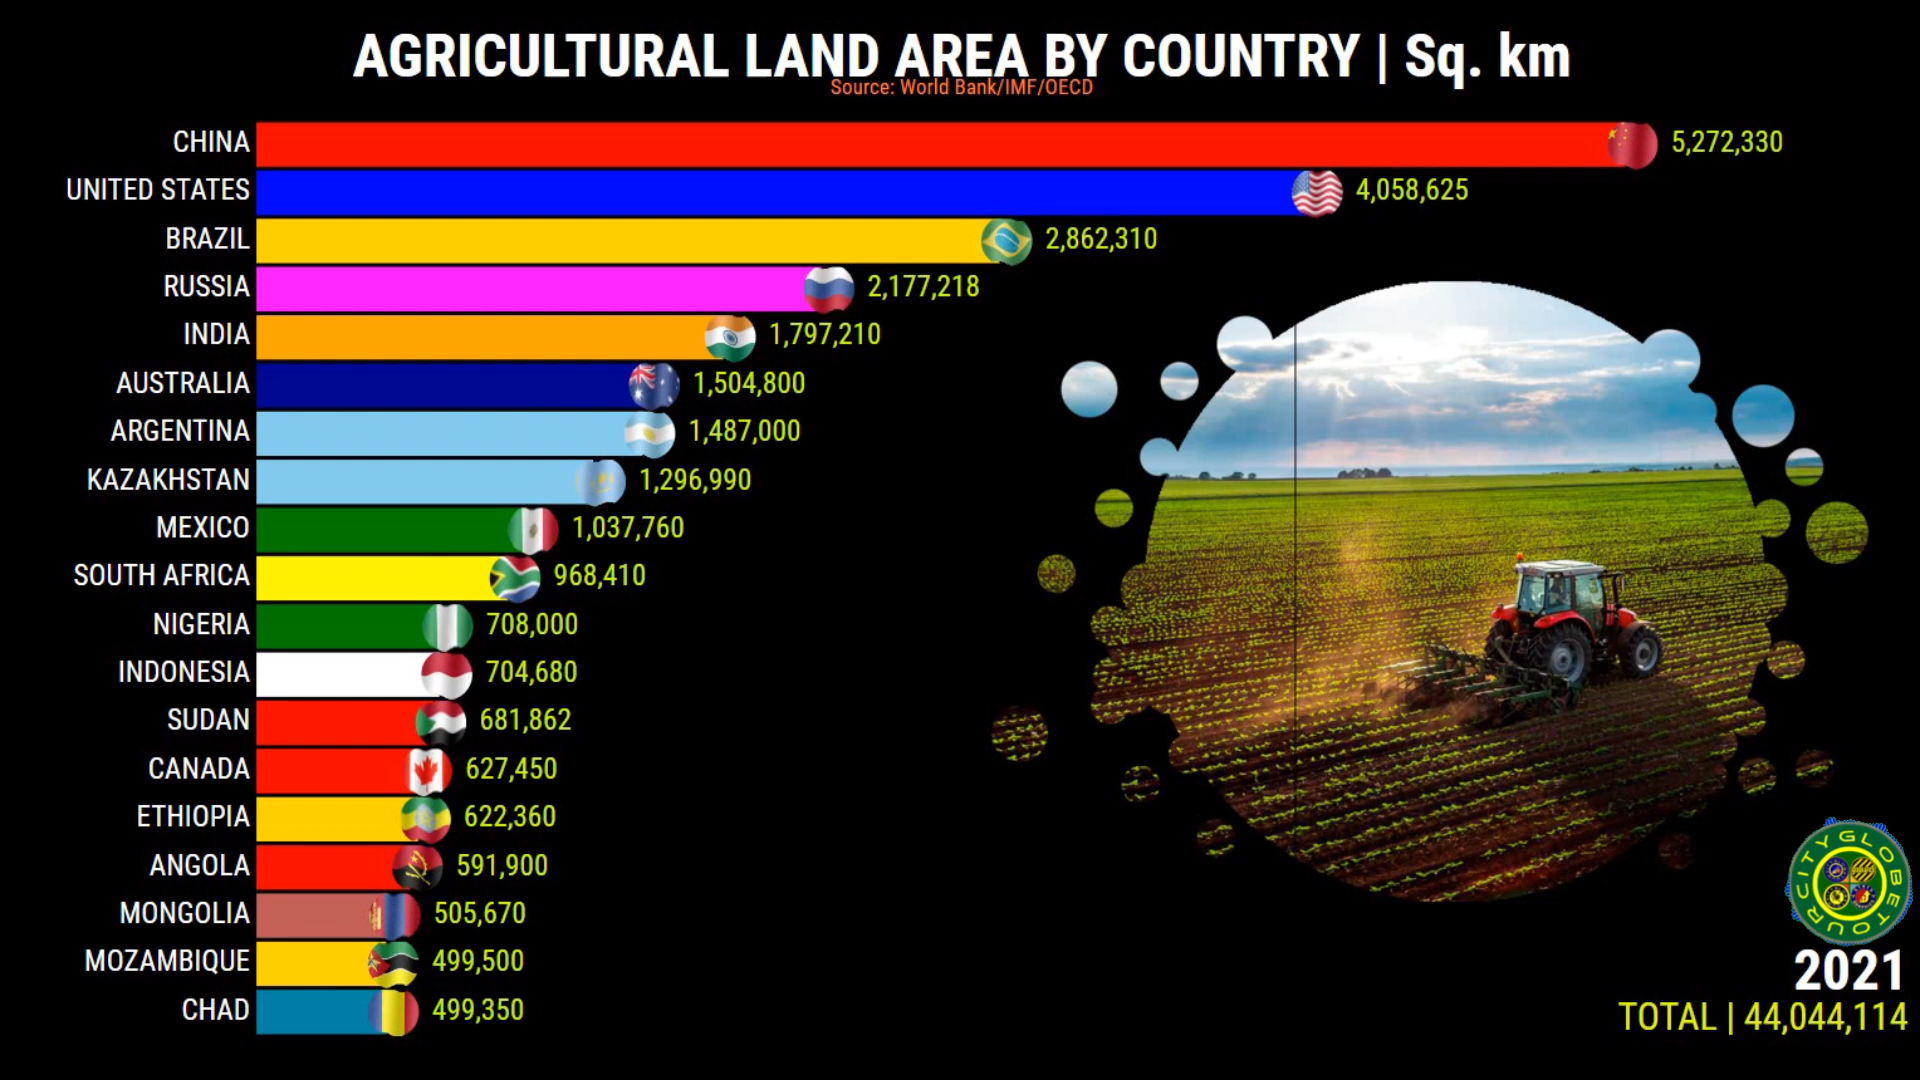 AGRICULTURAL LAND AREA BY COUNTRY | Sq. km
Source: World Bank/IMF/OECD
CHINA 5,272,330
UNITED STATES 4,058,625
BRAZIL 2,862,310
RUSSIA 2,177,218
INDIA 1,797,210
AUSTRALIA 1,504,800
ARGENTINA 1,487,000
KAZAKHSTAN 1,296,990
MEXICO 1,037,760
SOUTH AFRICA 968,410
NIGERIA 708,000
INDONESIA 704,680
SUDAN 681,862
CANADA 627,450
ETHIOPIA 622,360
ANGOLA 591,900
MONGOLIA 505,670
MOZAMBIQUE 499,500
CHAD 499,350
CITYGLOBETOUR
2021
TOTAL | 44,044,114